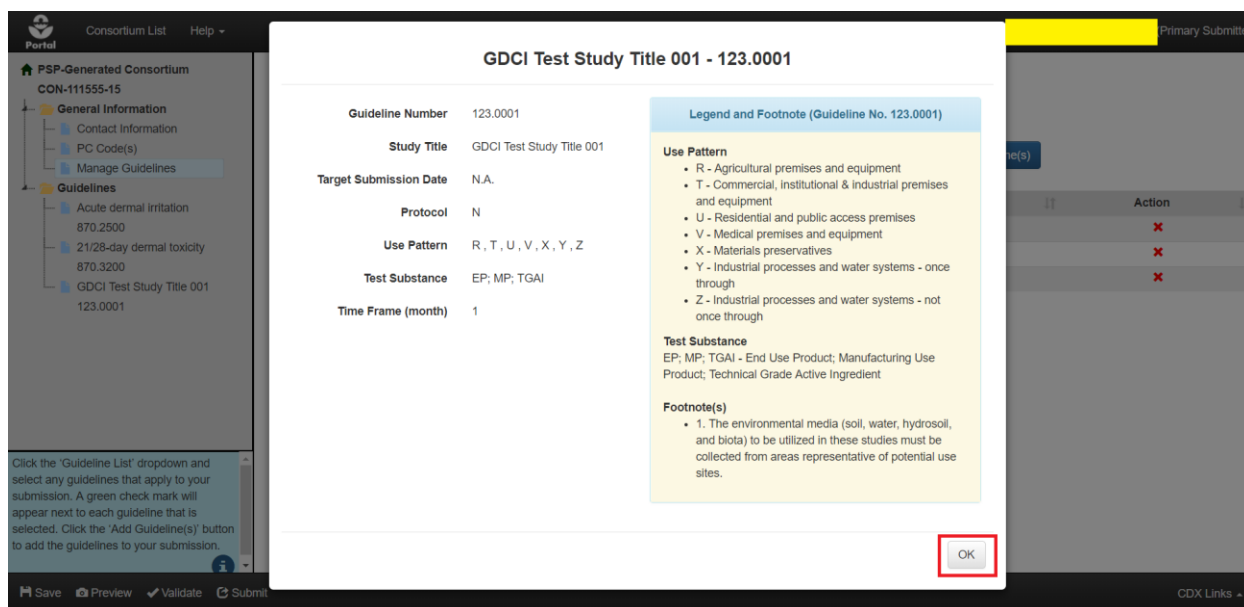 Portal
Consortium List
Help
(Primary Submitte
PSP-Generated Consortium
CON-111555-15
General Information
Contact Information
PC Code(s)
Manage Guidelines
Guidelines
Acute dermal irritation
870.2500
21/28-day dermal toxicity
870.3200
GDCI Test Study Title 001
123.0001
Click the 'Guideline List' dropdown and
select any guidelines that apply to your
submission. A green check mark will
appear next to each guideline that is
selected. Click the 'Add Guideline(s)' button
to add the guidelines to your submission.
GDCI Test Study Title 001 - 123.0001
Guideline Number 123.0001
Study Title GDCI Test Study Title 001
Target Submission Date N.A.
Protocol N
Use Pattern R , T , U , V , X , Y , Z
Test Substance EP; MP; TGAI
Time Frame (month) 1
Legend and Footnote (Guideline No. 123.0001)
Use Pattern
• R - Agricultural premises and equipment
• T - Commercial, institutional & industrial premises
and equipment
• U - Residential and public access premises
• V - Medical premises and equipment
• X - Materials preservatives
• Y - Industrial processes and water systems - once
through
• Z - Industrial processes and water systems - not
once through
Test Substance
EP; MP; TGAI - End Use Product; Manufacturing Use
Product; Technical Grade Active Ingredient
Footnote(s)
• 1. The environmental media (soil, water, hydrosoil,
and biota) to be utilized in these studies must be
collected from areas representative of potential use
sites.
OK
ne(s)
Action
Save
Preview
Validate
Submit
CDX Links